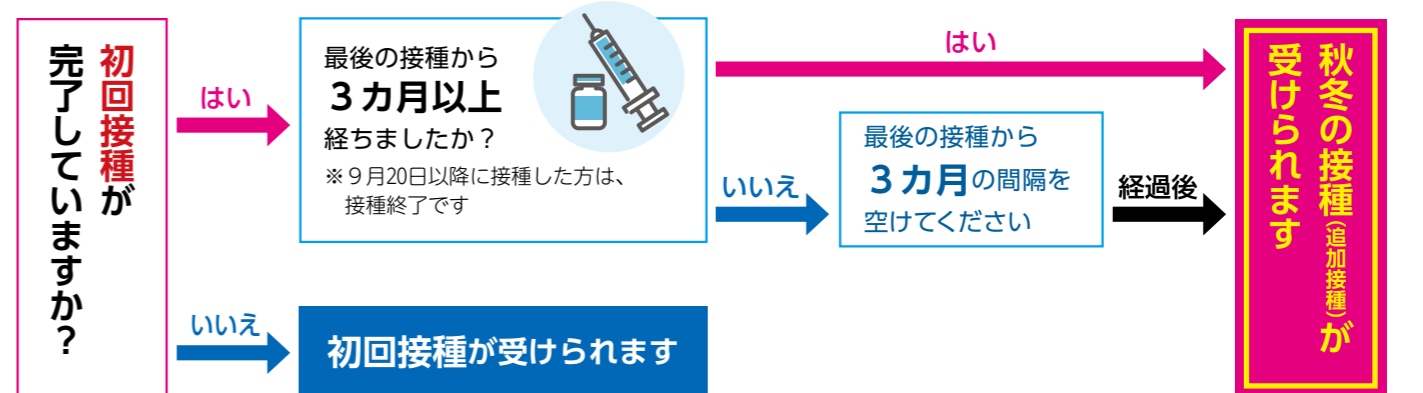 初回接種が
完了していますか？
はい
最後の接種から
３カ月以上
経ちましたか？
※９月20日以降に接種した方は、
接種終了です
はい
いいえ
最後の接種から
３カ月の間隔を
空けてください
経過後
秋冬の接種（追加接種）が
受けられます
いいえ
初回接種が受けられます